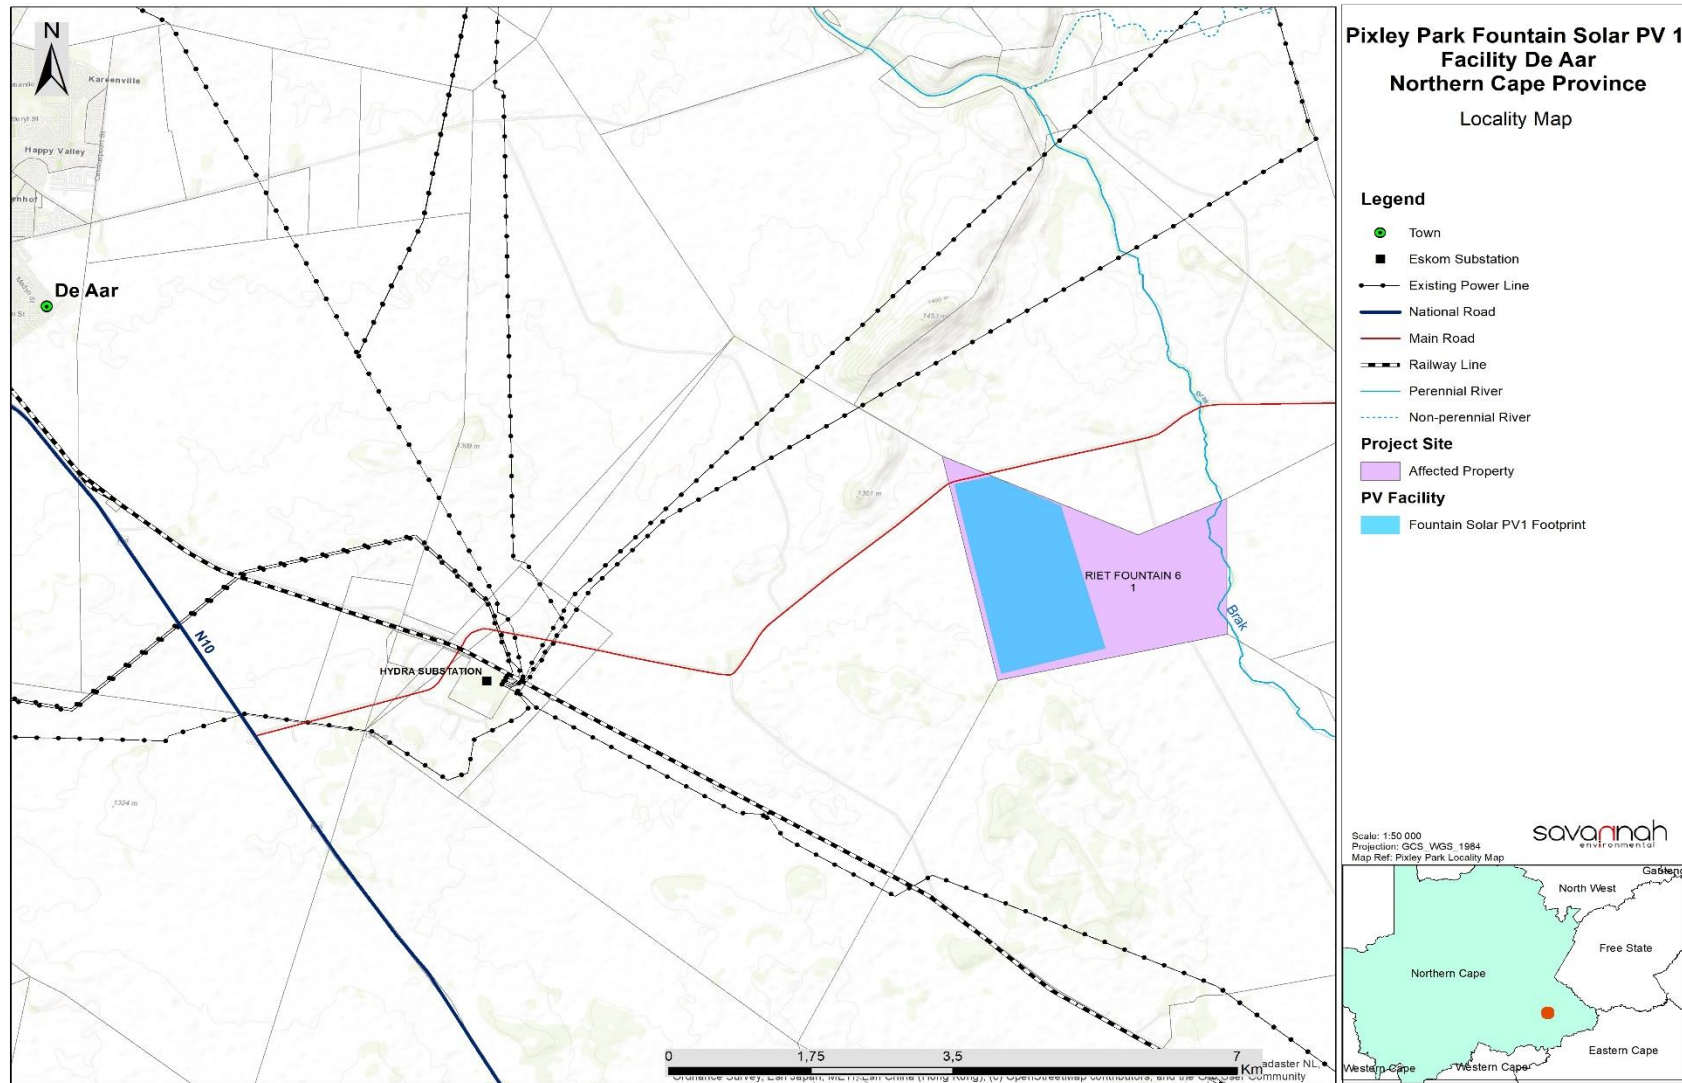 Pixley Park Fountain Solar PV 1
Facility De Aar
Northern Cape Province
Locality Map
Legend
Town
Eskom Substation
Existing Power Line
National Road
Main Road
Railway Line
Perennial River
Non-perennial River
Project Site
Affected Property
PV Facility
Fountain Solar PV1 Footprint
N
Kareenville
Happy Valley
De Aar
1453 m
1309 m
1301 m
RIET FOUNTAIN 6
1
Brak
N10
HYDRA SUBSTATION
1324 m
0 1,75 3,5 7
Km
Scale: 1:50 000
Projection: GCS_WGS_1984
Map Ref: Pixley Park Locality Map
savannah
environmental
North West
Free State
Northern Cape
Eastern Cape
Western Cape
Western Cape